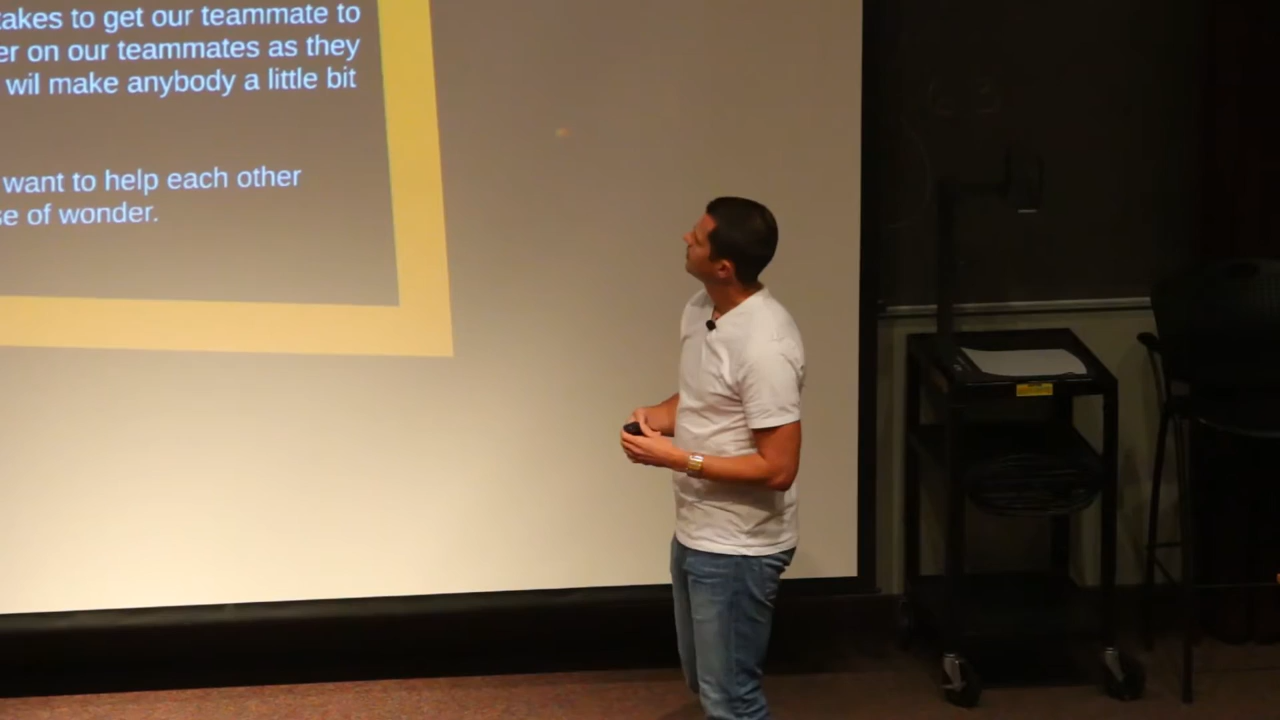 takes to get our teammate to
er on our teammates as they
wil make anybody a little bit
want to help each other
se of wonder.